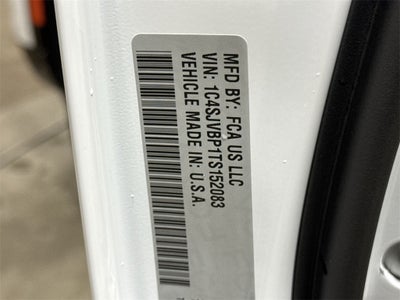 MFD BY: FCA US LLC
VIN: 1C4SJVBP1TS152083
VEHICLE MADE IN: U.S.A.